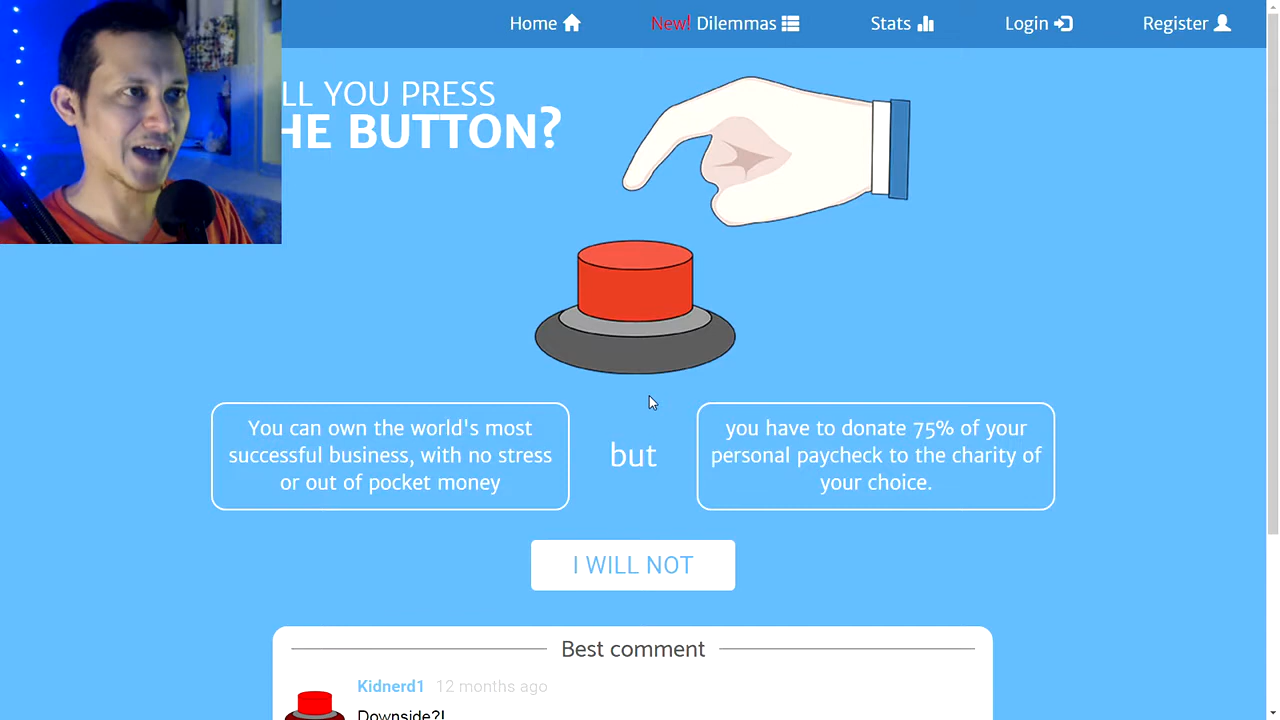 Home
New! Dilemmas
Stats
Login
Register
LL YOU PRESS
HE BUTTON?
You can own the world's most
successful business, with no stress
or out of pocket money
but
you have to donate 75% of your
personal paycheck to the charity of
your choice.
I WILL NOT
Best comment
Kidnerd1 12 months ago
Downside?!